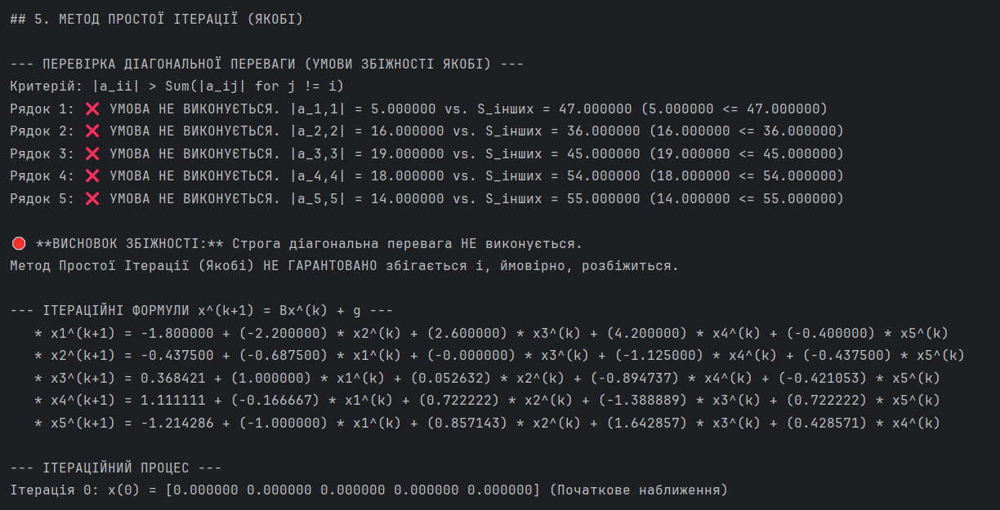 ## 5. МЕТОД ПРОСТОЇ ІТЕРАЦІЇ (ЯКОБІ)
--- ПЕРЕВІРКА ДІАГОНАЛЬНОЇ ПЕРЕВАГИ (УМОВИ ЗБІЖНОСТІ ЯКОБІ) ---
Критерій: |a_ii| > Sum(|a_ij| for j != i)
Рядок 1: ❌ УМОВА НЕ ВИКОНУЄТЬСЯ. |a_1,1| = 5.000000 vs. S_інших = 47.000000 (5.000000 <= 47.000000)
Рядок 2: ❌ УМОВА НЕ ВИКОНУЄТЬСЯ. |a_2,2| = 16.000000 vs. S_інших = 36.000000 (16.000000 <= 36.000000)
Рядок 3: ❌ УМОВА НЕ ВИКОНУЄТЬСЯ. |a_3,3| = 19.000000 vs. S_інших = 45.000000 (19.000000 <= 45.000000)
Рядок 4: ❌ УМОВА НЕ ВИКОНУЄТЬСЯ. |a_4,4| = 18.000000 vs. S_інших = 54.000000 (18.000000 <= 54.000000)
Рядок 5: ❌ УМОВА НЕ ВИКОНУЄТЬСЯ. |a_5,5| = 14.000000 vs. S_інших = 55.000000 (14.000000 <= 55.000000)
🛑 **ВИСНОВОК ЗБІЖНОСТІ:** Строга діагональна перевага НЕ виконується.
Метод Простої Ітерації (Якобі) НЕ ГАРАНТОВАНО збігається і, ймовірно, розбіжиться.
--- ІТЕРАЦІЙНІ ФОРМУЛИ x^(k+1) = Bx^(k) + g ---
* x1^(k+1) = -1.800000 + (-2.200000) * x2^(k) + (2.600000) * x3^(k) + (4.200000) * x4^(k) + (-0.400000) * x5^(k)
* x2^(k+1) = -0.437500 + (-0.687500) * x1^(k) + (-0.000000) * x3^(k) + (-1.125000) * x4^(k) + (-0.437500) * x5^(k)
* x3^(k+1) = 0.368421 + (1.000000) * x1^(k) + (0.052632) * x2^(k) + (-0.894737) * x4^(k) + (-0.421053) * x5^(k)
* x4^(k+1) = 1.111111 + (-0.166667) * x1^(k) + (0.722222) * x2^(k) + (-1.388889) * x3^(k) + (0.722222) * x5^(k)
* x5^(k+1) = -1.214286 + (-1.000000) * x1^(k) + (0.857143) * x2^(k) + (1.642857) * x3^(k) + (0.428571) * x4^(k)
--- ІТЕРАЦІЙНИЙ ПРОЦЕС ---
Ітерація 0: x(0) = [0.000000 0.000000 0.000000 0.000000 0.000000] (Початкове наближення)